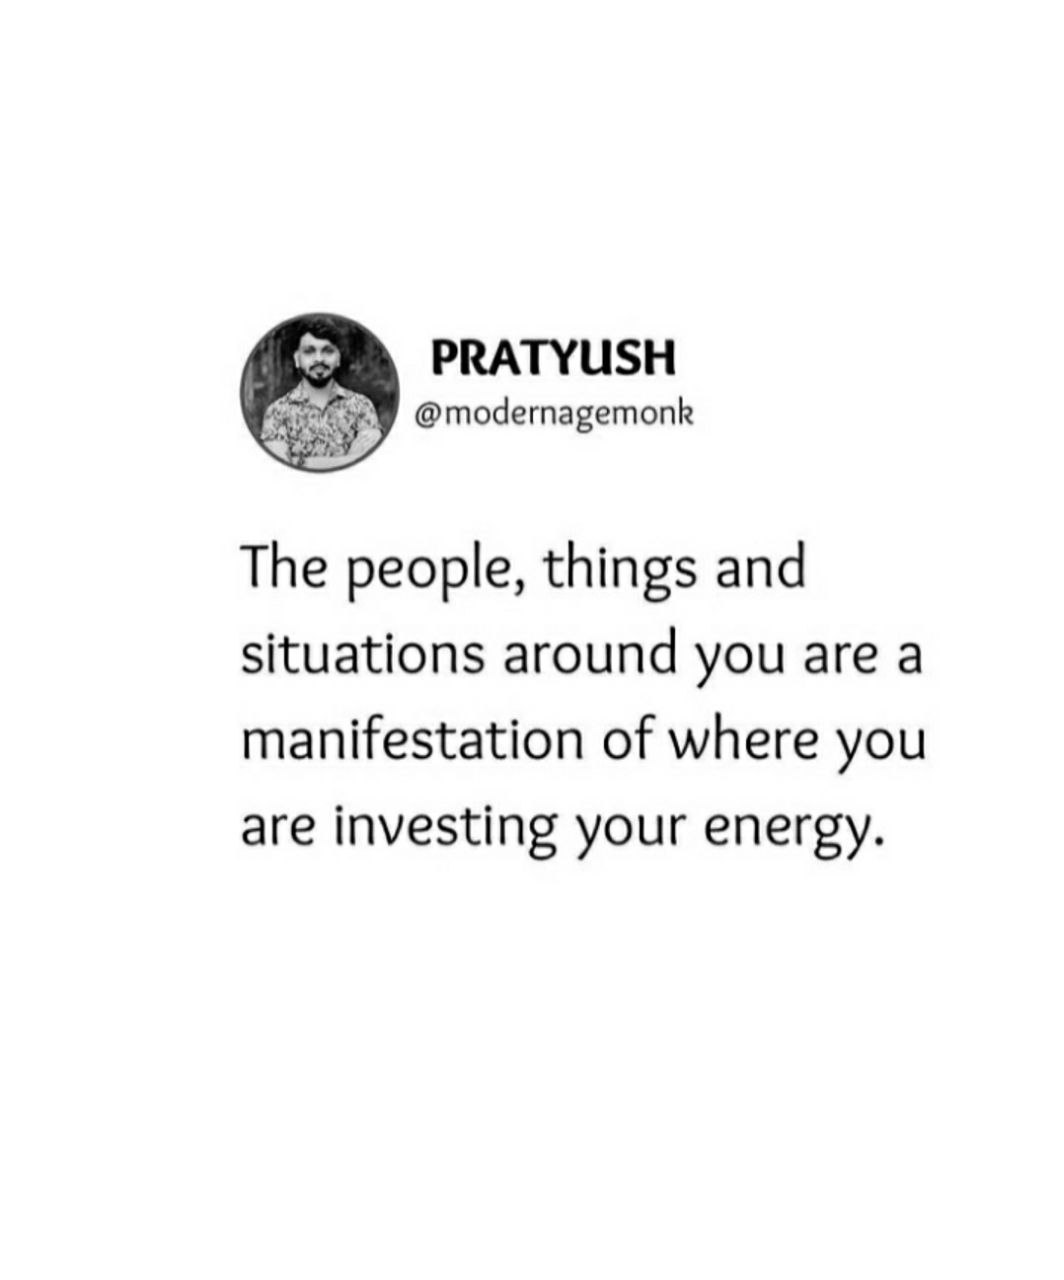 PRATYUSH
@modernagemonk
The people, things and
situations around you are a
manifestation of where you
are investing your energy.